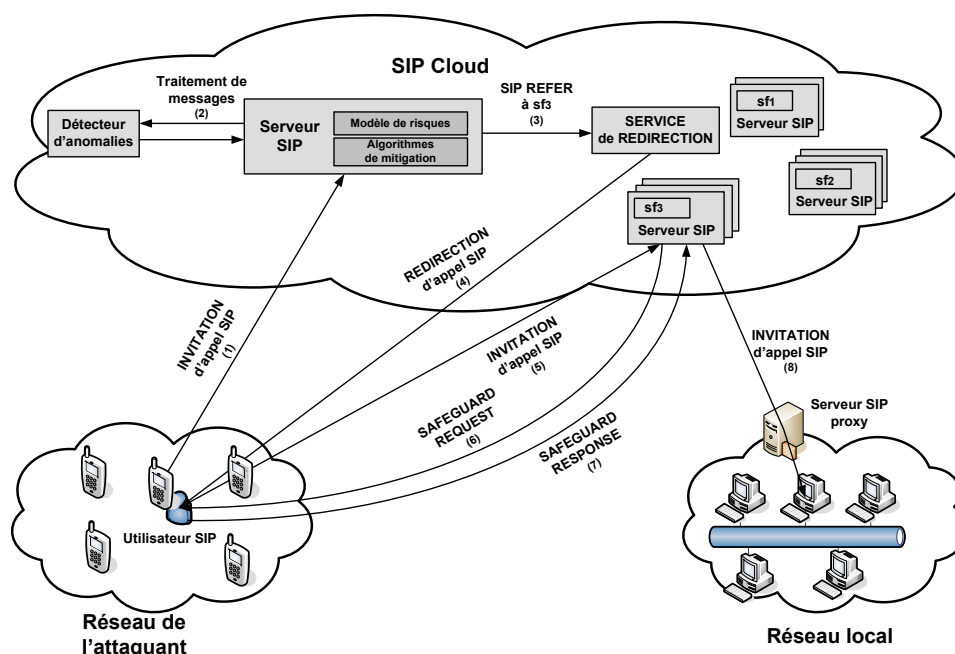 SIP Cloud
Traitement de
messages
(2)
Détecteur
d'anomalies
Serveur
SIP
Modèle de risques
Algorithmes
de mitigation
SIP REFER
à sf3
(3)
SERVICE
de REDIRECTION
sf1
Serveur SIP
sf2
Serveur SIP
sf3
Serveur SIP
REDIRECTION
d'appel SIP
(4)
INVITATION
d'appel SIP
(1)
INVITATION
d'appel SIP
(5)
SAFEGUARD
REQUEST
(6)
SAFEGUARD
RESPONSE
(7)
INVITATION
d'appel SIP
(8)
Serveur SIP
proxy
Utilisateur SIP
Réseau de
l'attaquant
Réseau local